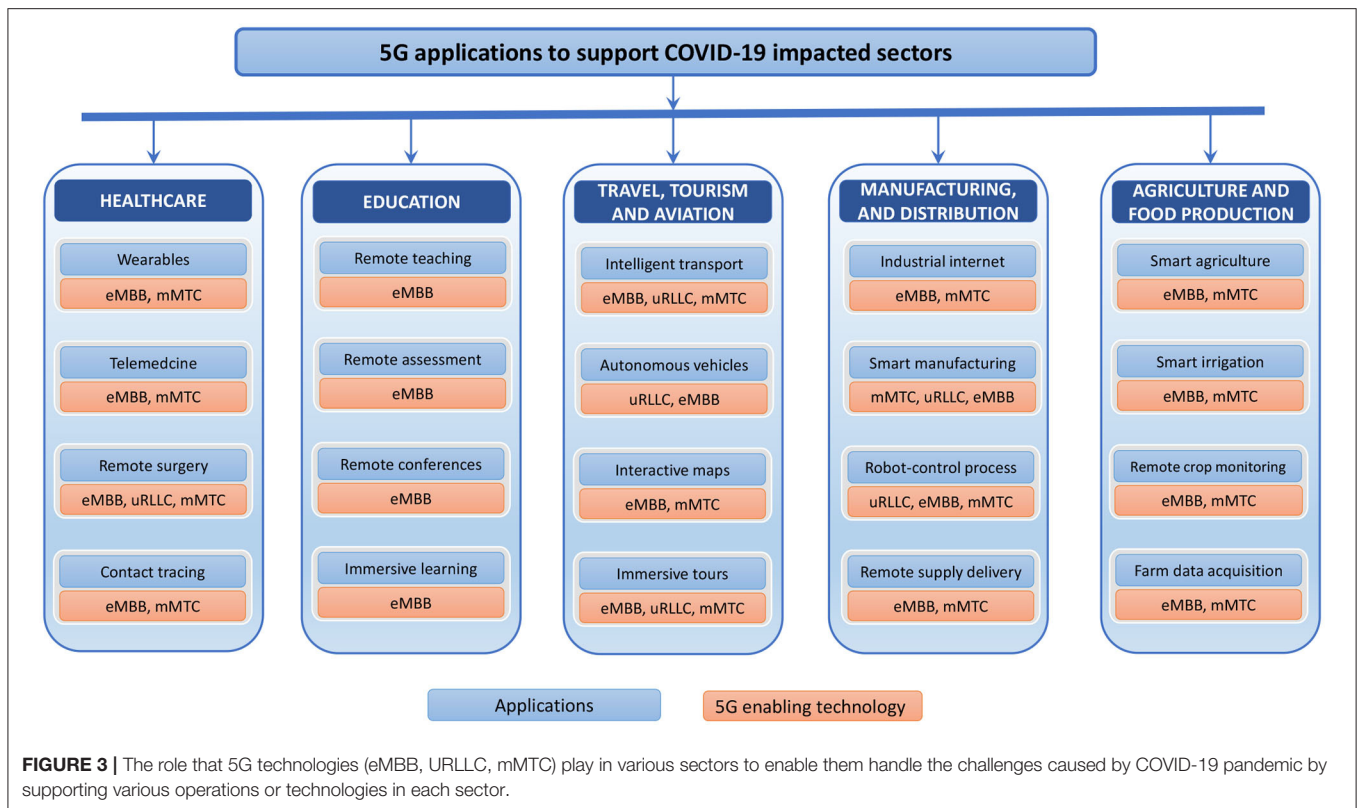 5G applications to support COVID-19 impacted sectors
HEALTHCARE
Wearables
eMBB, mMTC
Telemedcine
eMBB, mMTC
Remote surgery
eMBB, uRLLC, mMTC
Contact tracing
eMBB, mMTC
EDUCATION
Remote teaching
eMBB
Remote assessment
eMBB
Remote conferences
eMBB
Immersive learning
eMBB
TRAVEL, TOURISM
AND AVIATION
Intelligent transport
eMBB, uRLLC, mMTC
Autonomous vehicles
uRLLC, eMBB
Interactive maps
eMBB, mMTC
Immersive tours
eMBB, uRLLC, mMTC
MANUFACTURING,
AND DISTRIBUTION
Industrial internet
eMBB, mMTC
Smart manufacturing
mMTC, uRLLC, eMBB
Robot-control process
uRLLC, eMBB, mMTC
Remote supply delivery
eMBB, mMTC
AGRICULTURE AND
FOOD PRODUCTION
Smart agriculture
eMBB, mMTC
Smart irrigation
eMBB, mMTC
Remote crop monitoring
eMBB, mMTC
Farm data acquisition
eMBB, mMTC
Applications
5G enabling technology
FIGURE 3 | The role that 5G technologies (eMBB, URLLC, mMTC) play in various sectors to enable them handle the challenges caused by COVID-19 pandemic by
supporting various operations or technologies in each sector.